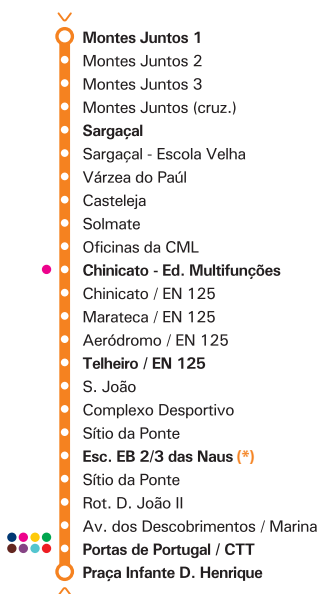 Montes Juntos 1
Montes Juntos 2
Montes Juntos 3
Montes Juntos (cruz.)
Sargaçal
Sargaçal - Escola Velha
Várzea do Paúl
Casteleja
Solmate
Oficinas da CML
Chinicato - Ed. Multifunções
Chinicato / EN 125
Marateca / EN 125
Aeródromo / EN 125
Telheiro / EN 125
S. João
Complexo Desportivo
Sítio da Ponte
Esc. EB 2/3 das Naus (*)
Sítio da Ponte
Rot. D. João II
Av. dos Descobrimentos / Marina
Portas de Portugal / CTT
Praça Infante D. Henrique